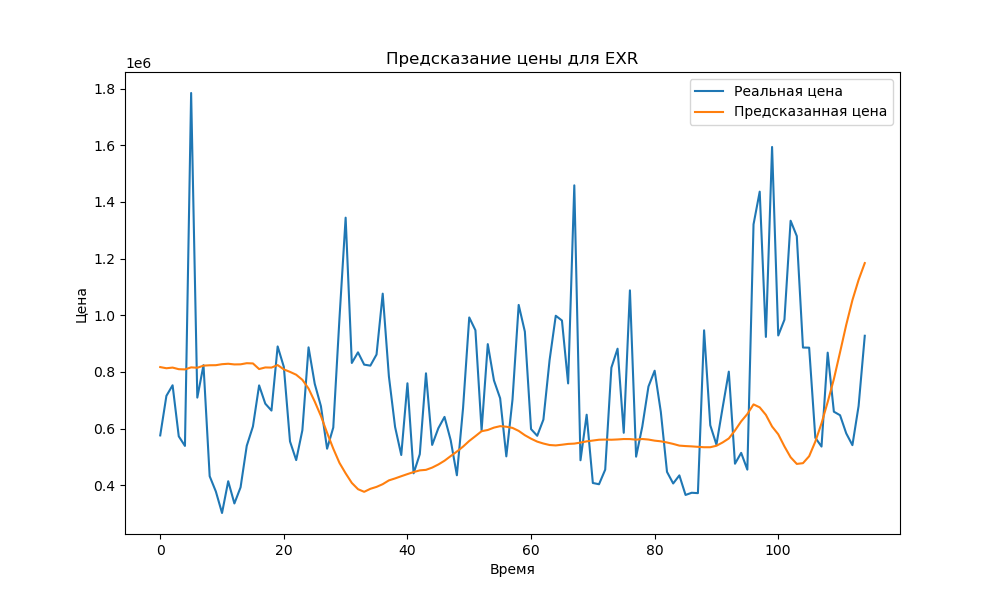 Предсказание цены для EXR
1e6
Реальная цена
Предсказанная цена
1.8
1.6
1.4
1.2
1.0
0.8
0.6
0.4
Цена
0 20 40 60 80 100
Время